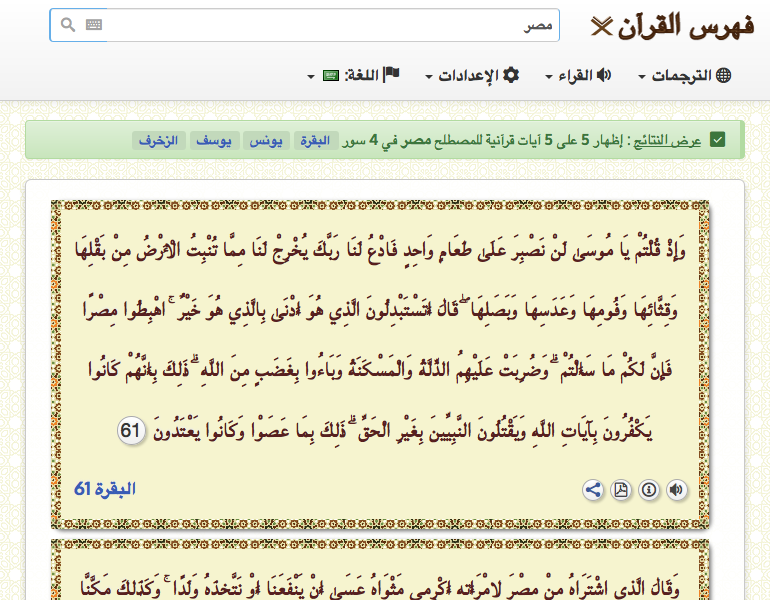 فهرس القرآن
مصر
الترجمات القراء الإعدادات اللغة:
عرض النتائج : إظهار 5 على 5 آيات قرآنية للمصطلح مصر في 4 سور البقرة يونس يوسف الزخرف
وَإِذْ قُلْتُمْ يَا مُوسَىٰ لَنْ نَصْبِرَ عَلَىٰ طَعَامٍ وَاحِدٍ فَادْعُ لَنَا رَبَّكَ يُخْرِجْ لَنَا مِمَّا تُنْبِتُ الْأَرْضُ مِنْ بَقْلِهَا
وَقِثَّائِهَا وَفُومِهَا وَعَدَسِهَا وَبَصَلِهَا ۖ قَالَ أَتَسْتَبْدِلُونَ الَّذِي هُوَ أَدْنَىٰ بِالَّذِي هُوَ خَيْرٌ ۚ اهْبِطُوا مِصْرًا
فَإِنَّ لَكُمْ مَا سَأَلْتُمْ ۗ وَضُرِبَتْ عَلَيْهِمُ الذِّلَّةُ وَالْمَسْكَنَةُ وَبَاءُوا بِغَضَبٍ مِنَ اللَّهِ ۗ ذَٰلِكَ بِأَنَّهُمْ كَانُوا
يَكْفُرُونَ بِآيَاتِ اللَّهِ وَيَقْتُلُونَ النَّبِيِّينَ بِغَيْرِ الْحَقِّ ۗ ذَٰلِكَ بِمَا عَصَوْا وَكَانُوا يَعْتَدُونَ 61
البقرة 61
وَقَالَ الَّذِي اشْتَرَاهُ مِنْ مِصْرَ لِامْرَأَتِهِ أَكْرِمِي مَثْوَاهُ عَسَىٰ أَنْ يَنْفَعَنَا أَوْ نَتَّخِذَهُ وَلَدًا ۚ وَكَذَٰلِكَ مَكَّنَّا